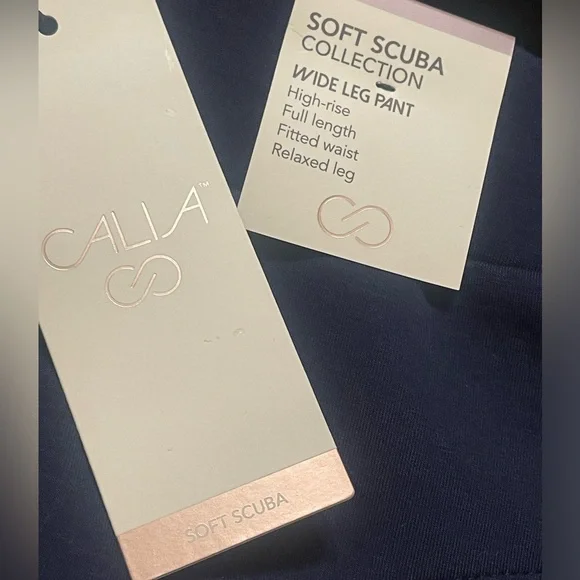 CALIA™
SOFT SCUBA
SOFT SCUBA
COLLECTION
WIDE LEG PANT
High-rise
Full length
Fitted waist
Relaxed leg